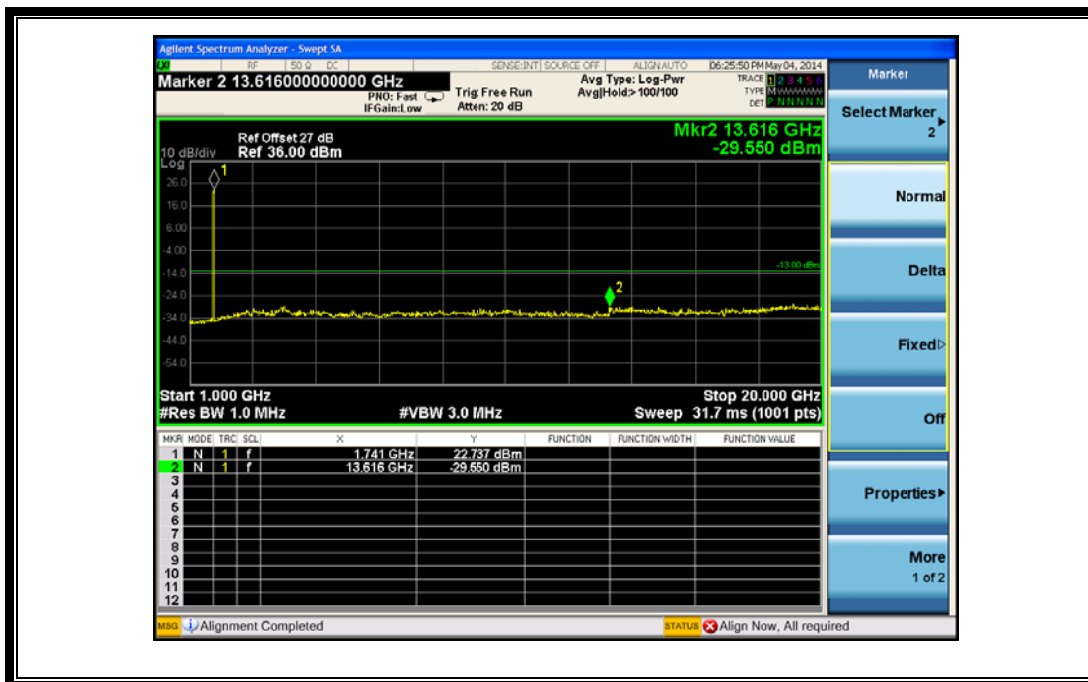 Agilent Spectrum Analyzer - Swept SA
LXI RF 50 Ω DC SENSE:INT SOURCE OFF ALIGNAUTO 06:25:50 PM May 04, 2014
Marker 2 13.616000000000 GHz
PNO: Fast
IFGain:Low
Trig: Free Run
Atten: 20 dB
Avg Type: Log-Pwr
Avg|Hold:> 100/100
TRACE 1 2 3 4 5 6
TYPE M
DET P N N N N N
Mkr2 13.616 GHz
-29.550 dBm
Ref Offset 27 dB
10 dB/div Ref 36.00 dBm
Log
1
26.0
16.0
6.00
-4.00
-13.00 dBm
-14.0
2
-24.0
-34.0
-44.0
-54.0
Start 1.000 GHz Stop 20.000 GHz
#Res BW 1.0 MHz #VBW 3.0 MHz Sweep 31.7 ms (1001 pts)
MKR MODE TRC SCL X Y FUNCTION FUNCTION WIDTH FUNCTION VALUE
1 N 1 f 1.741 GHz 22.737 dBm
2 N 1 f 13.616 GHz -29.550 dBm
3
4
5
6
7
8
9
10
11
12
MSG Alignment Completed STATUS Align Now, All required
Marker
Select Marker
2
Normal
Delta
Fixed
Off
Properties
More
1 of 2